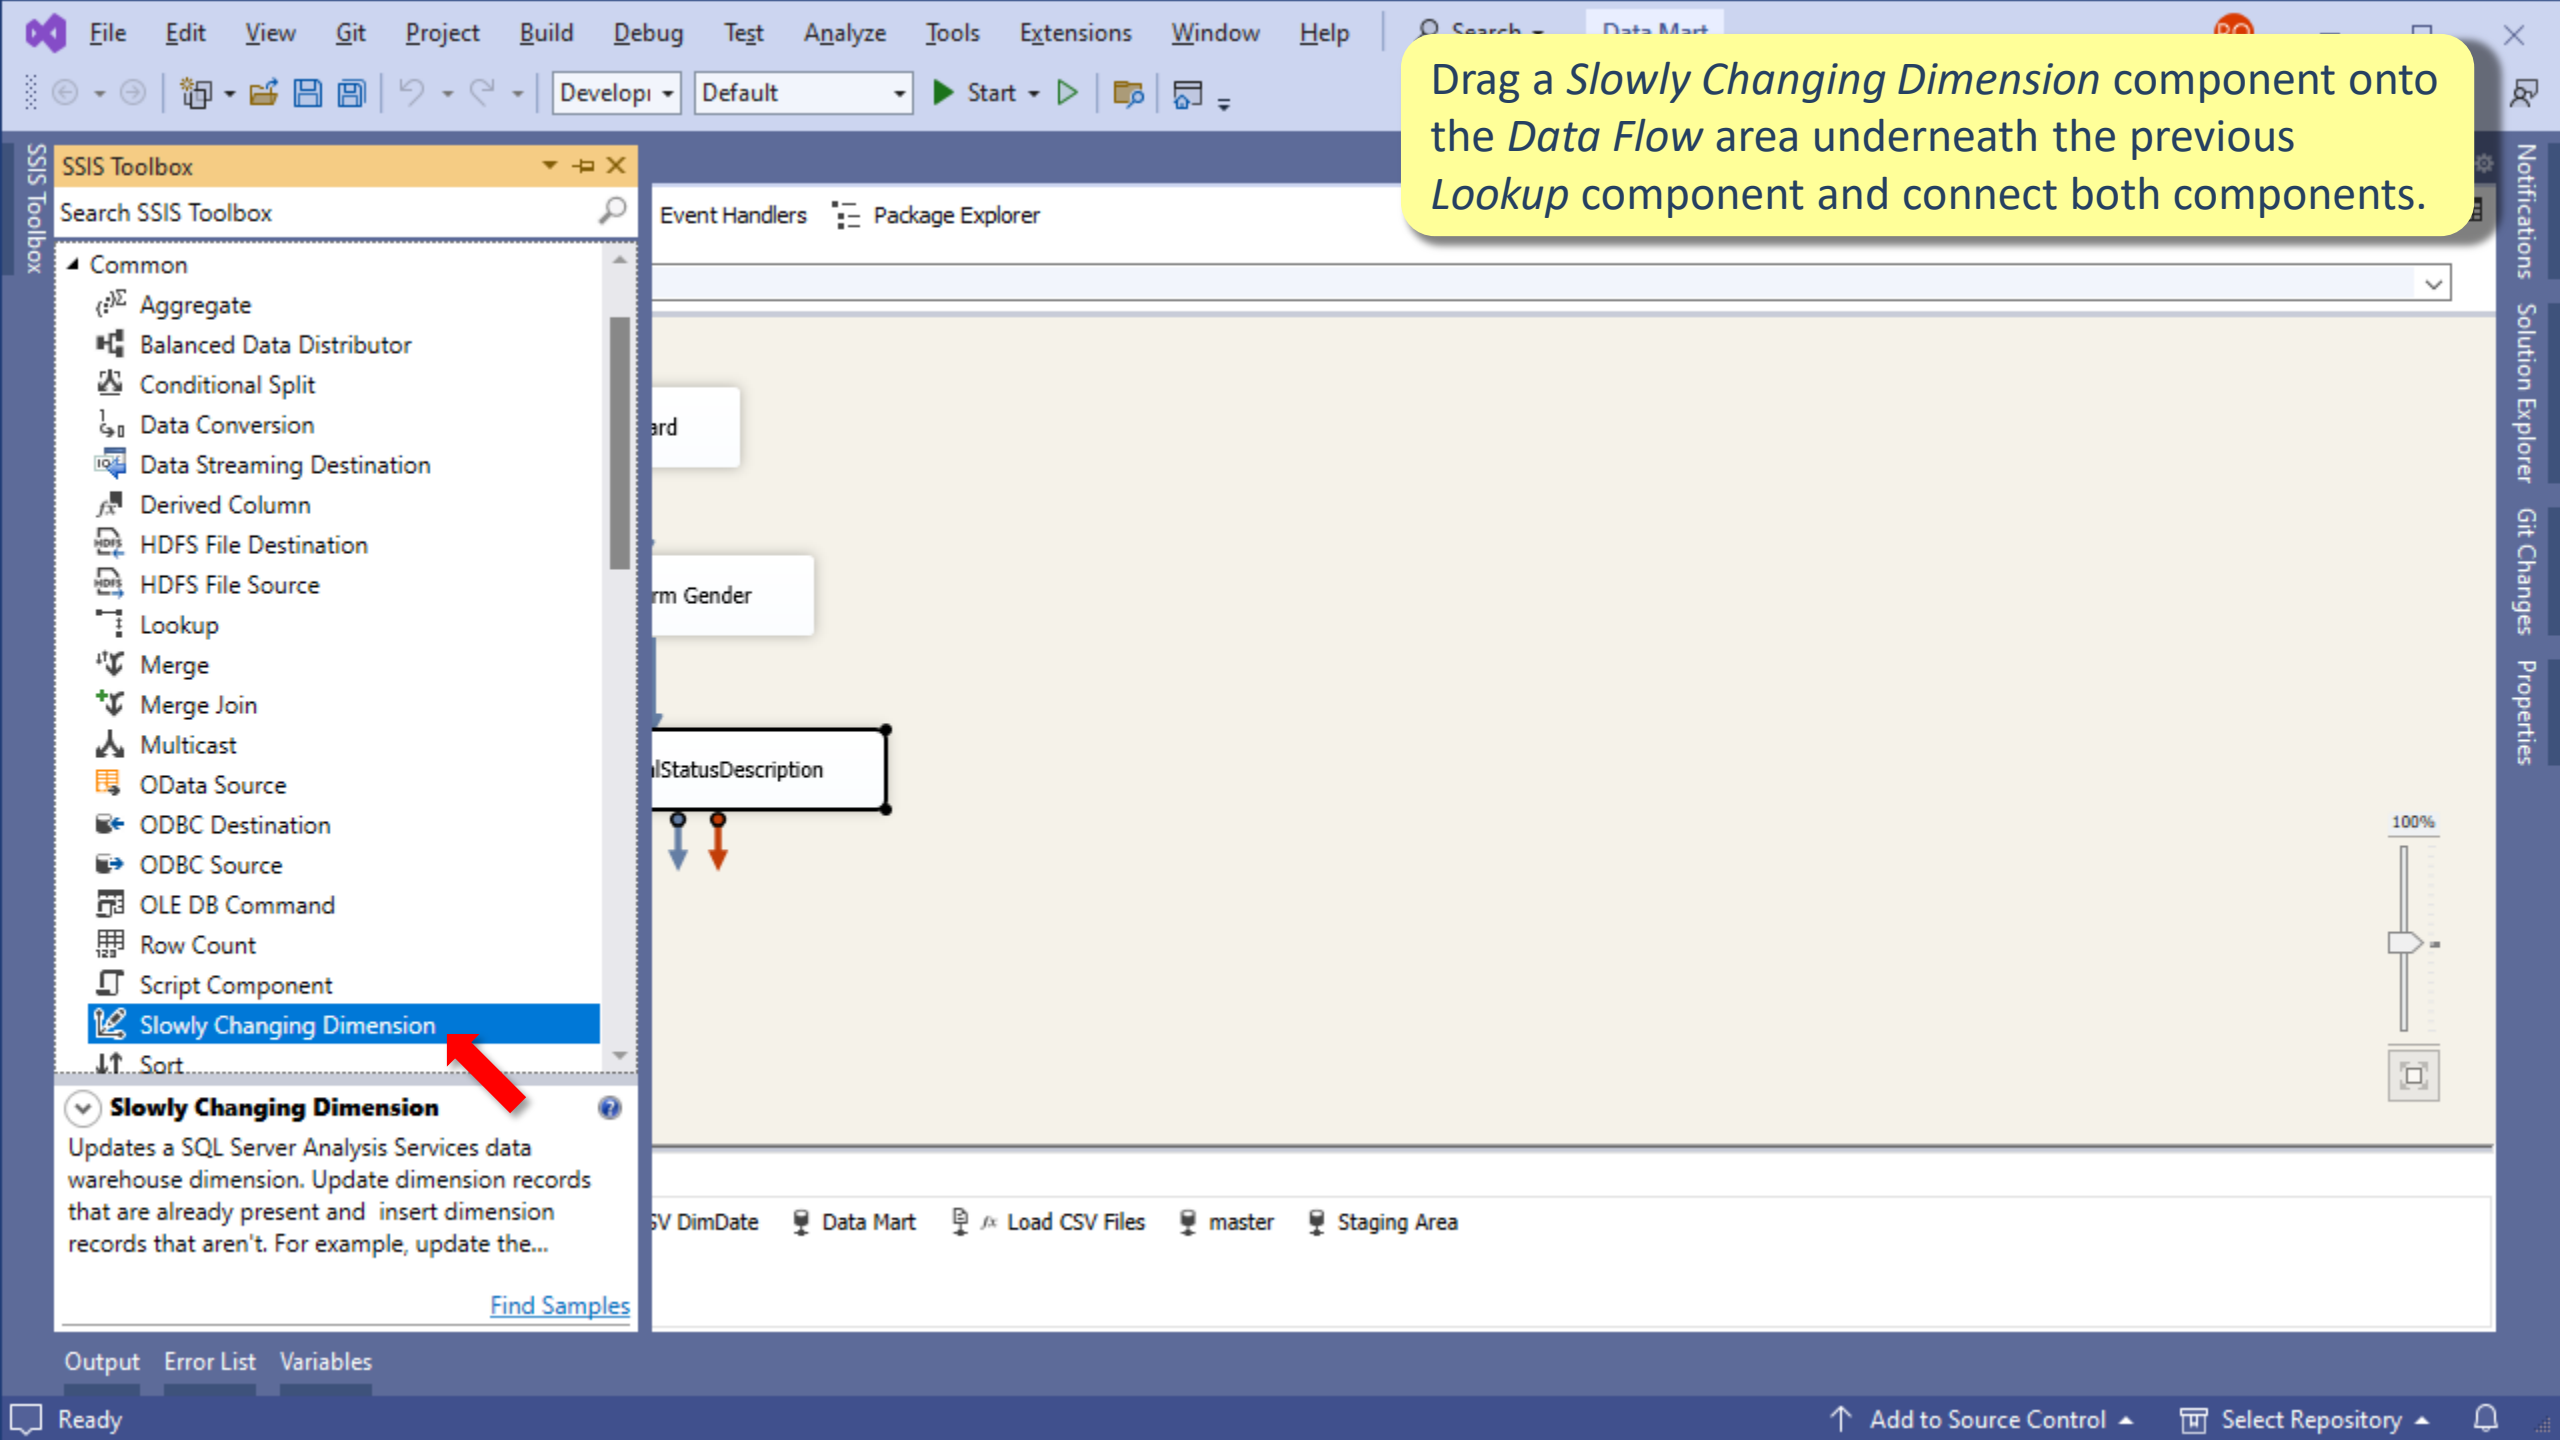 File Edit View Git Project Build Debug Test Analyze Tools Extensions Window Help Search Data Mart
Develop Default Start
Drag a Slowly Changing Dimension component onto
the Data Flow area underneath the previous
Lookup component and connect both components.
SSIS Toolbox
SSIS Toolbox
Search SSIS Toolbox
Event Handlers Package Explorer
Common
Aggregate
Balanced Data Distributor
Conditional Split
Data Conversion
Data Streaming Destination
Derived Column
HDFS File Destination
HDFS File Source
Lookup
Merge
Merge Join
Multicast
OData Source
ODBC Destination
ODBC Source
OLE DB Command
Row Count
Script Component
Slowly Changing Dimension
Sort
Slowly Changing Dimension
Updates a SQL Server Analysis Services data
warehouse dimension. Update dimension records
that are already present and insert dimension
records that aren't. For example, update the...
Find Samples
ard
rm Gender
lStatusDescription
100%
SV DimDate Data Mart Load CSV Files master Staging Area
Notifications
Solution Explorer
Git Changes
Properties
Output Error List Variables
Ready
Add to Source Control Select Repository